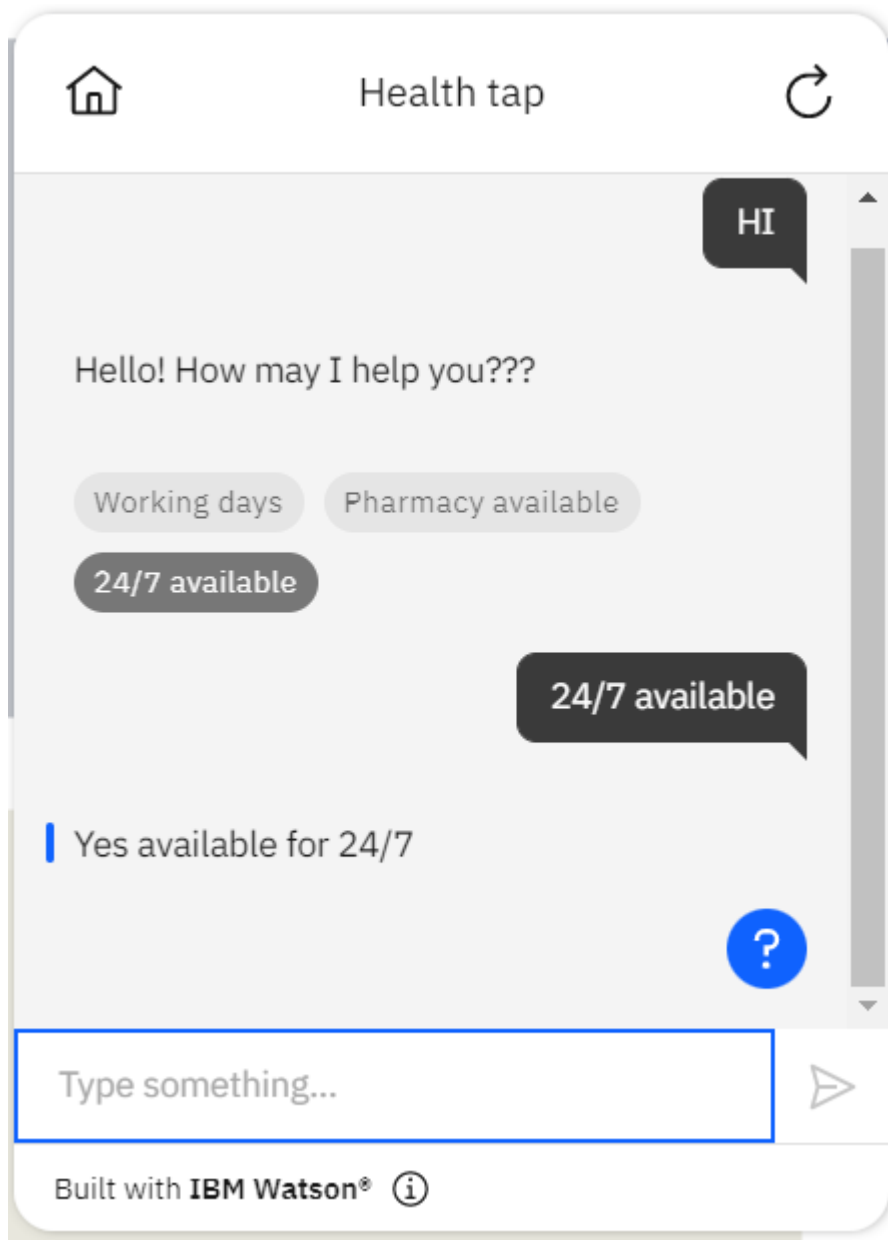 Health tap
HI
Hello! How may I help you???
Working days Pharmacy available
24/7 available
24/7 available
Yes available for 24/7
?
Type something...
Built with IBM Watson®